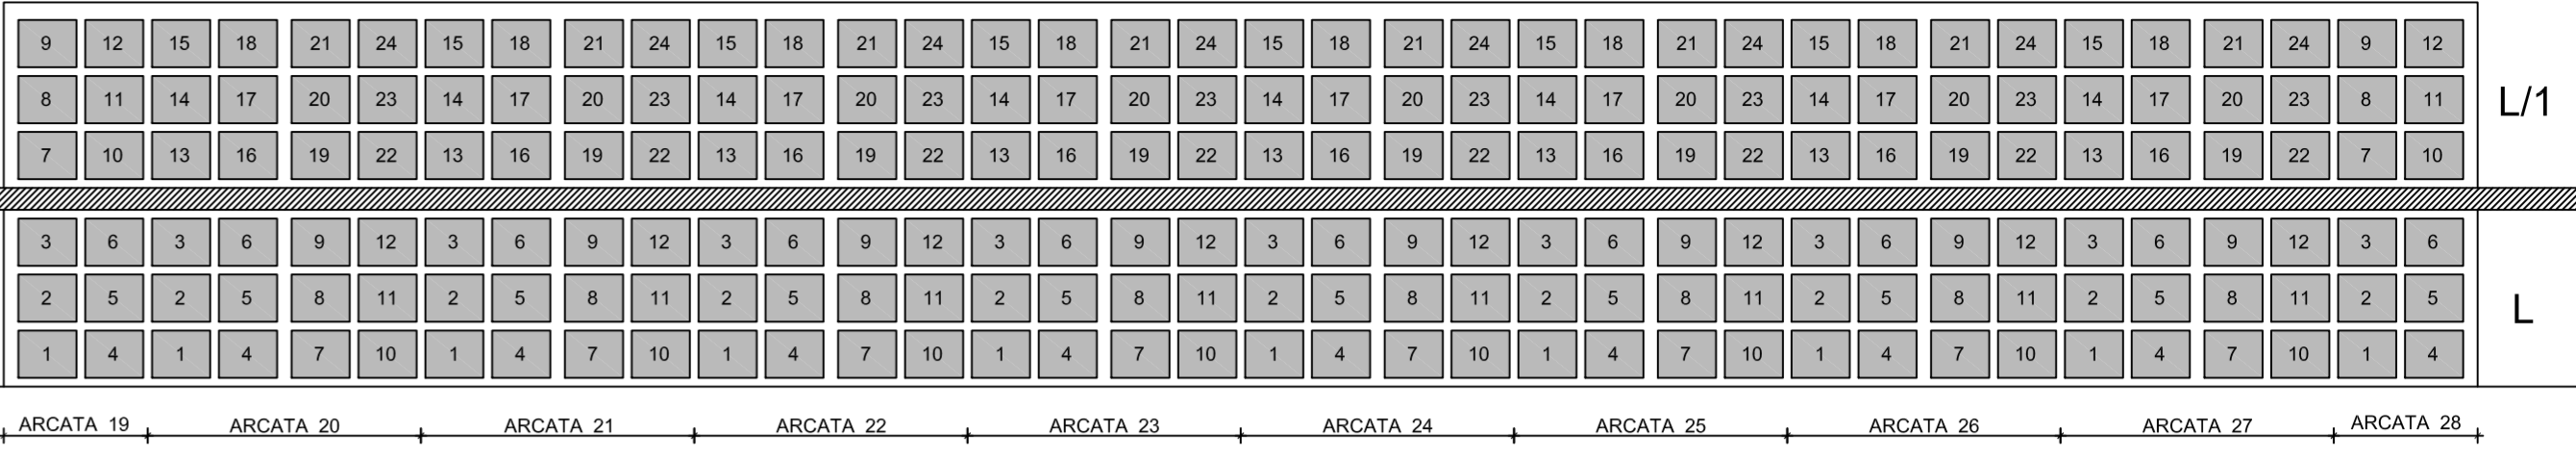 9 12 15 18 21 24 15 18 21 24 15 18 21 24 15 18 21 24 15 18 21 24 15 18 21 24 15 18 21 24 15 18 21 24 9 12
8 11 14 17 20 23 14 17 20 23 14 17 20 23 14 17 20 23 14 17 20 23 14 17 20 23 14 17 20 23 14 17 20 23 8 11 L/1
7 10 13 16 19 22 13 16 19 22 13 16 19 22 13 16 19 22 13 16 19 22 13 16 19 22 13 16 19 22 13 16 19 22 7 10
3 6 3 6 9 12 3 6 9 12 3 6 9 12 3 6 9 12 3 6 9 12 3 6 9 12 3 6 9 12 3 6 9 12 3 6
2 5 2 5 8 11 2 5 8 11 2 5 8 11 2 5 8 11 2 5 8 11 2 5 8 11 2 5 8 11 2 5 8 11 2 5 L
1 4 1 4 7 10 1 4 7 10 1 4 7 10 1 4 7 10 1 4 7 10 1 4 7 10 1 4 7 10 1 4 7 10 1 4
ARCATA 19 ARCATA 20 ARCATA 21 ARCATA 22 ARCATA 23 ARCATA 24 ARCATA 25 ARCATA 26 ARCATA 27 ARCATA 28